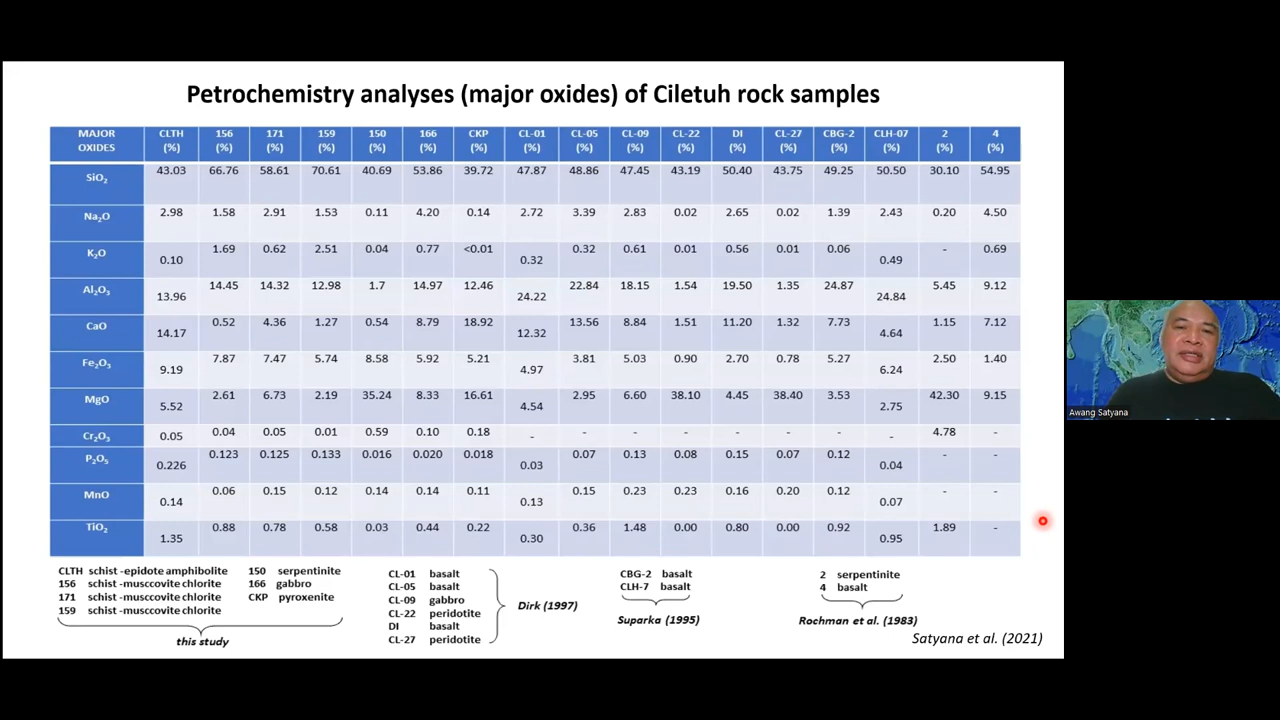 Petrochemistry analyses (major oxides) of Ciletuh rock samples
MAJOR OXIDES CLTH (%) 156 (%) 171 (%) 159 (%) 150 (%) 166 (%) CKP (%) CL-01 (%) CL-05 (%) CL-09 (%) CL-22 (%) DI (%) CL-27 (%) CBG-2 (%) CLH-07 (%) 2 (%) 4 (%)
SiO₂ 43.03 66.76 58.61 70.61 40.69 53.86 39.72 47.87 48.86 47.45 43.19 50.40 43.75 49.25 50.50 30.10 54.95
Na₂O 2.98 1.58 2.91 1.53 0.11 4.20 0.14 2.72 3.39 2.83 0.02 2.65 0.02 1.39 2.43 0.20 4.50
K₂O 0.10 1.69 0.62 2.51 0.04 0.77 <0.01 0.32 0.32 0.61 0.01 0.56 0.01 0.06 0.49 - 0.69
Al₂O₃ 13.96 14.45 14.32 12.98 1.7 14.97 12.46 24.22 22.84 18.15 1.54 19.50 1.35 24.87 24.84 5.45 9.12
CaO 14.17 0.52 4.36 1.27 0.54 8.79 18.92 12.32 13.56 8.84 1.51 11.20 1.32 7.73 4.64 1.15 7.12
Fe₂O₃ 9.19 7.87 7.47 5.74 8.58 5.92 5.21 4.97 3.81 5.03 0.90 2.70 0.78 5.27 6.24 2.50 1.40
MgO 5.52 2.61 6.73 2.19 35.24 8.33 16.61 4.54 2.95 6.60 38.10 4.45 38.40 3.53 2.75 42.30 9.15
Cr₂O₃ 0.05 0.04 0.05 0.01 0.59 0.10 0.18 - - - - - - - - 4.78 -
P₂O₅ 0.226 0.123 0.125 0.133 0.016 0.020 0.018 0.03 0.07 0.13 0.08 0.15 0.07 0.12 0.04 - -
MnO 0.14 0.06 0.15 0.12 0.14 0.14 0.11 0.13 0.15 0.23 0.23 0.16 0.20 0.12 0.07 - -
TiO₂ 1.35 0.88 0.78 0.58 0.03 0.44 0.22 0.30 0.36 1.48 0.00 0.80 0.00 0.92 0.95 1.89 -
CLTH schist -epidote amphibolite
156 schist -musccovite chlorite
171 schist -musccovite chlorite
159 schist -musccovite chlorite
150 serpentinite
166 gabbro
CKP pyroxenite
this study
CL-01 basalt
CL-05 basalt
CL-09 gabbro
CL-22 peridotite
DI basalt
CL-27 peridotite
Dirk (1997)
CBG-2 basalt
CLH-7 basalt
Suparka (1995)
2 serpentinite
4 basalt
Rochman et al. (1983)
Satyana et al. (2021)
Awang Satyana